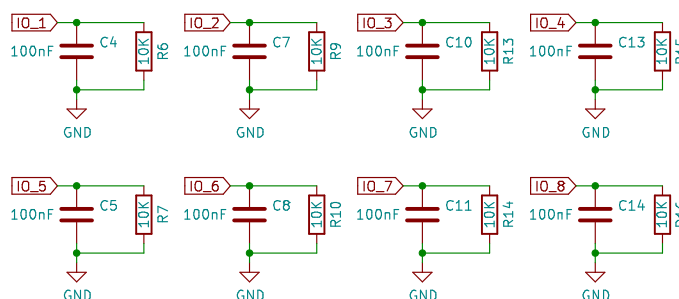 IO_1
C4
100nF
10K
R6
GND
IO_2
C7
100nF
10K
R9
GND
IO_3
C10
100nF
10K
R13
GND
IO_4
C13
100nF
10K
R15
GND
IO_5
C5
100nF
10K
R7
GND
IO_6
C8
100nF
10K
R10
GND
IO_7
C11
100nF
10K
R14
GND
IO_8
C14
100nF
10K
R16
GND